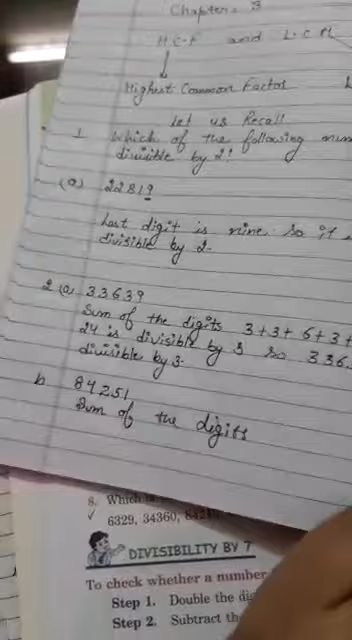 Chapter - 3
H.C.F and L.C.M
Highest Common Factor
Let us Recall
1 Which of the following
divisible by 2?
(a) 22819
Last digit is nine so it
divisible by 2.
2 (a) 33639
Sum of the digits 3+3+6+3+
24 is divisible by 3 so 336
divisible by 3.
b 84251
Sum of the digits
8. Which
6329, 34360,
DIVISIBILITY BY 7
To check whether a number
Step 1. Double the
Step 2. Subtract